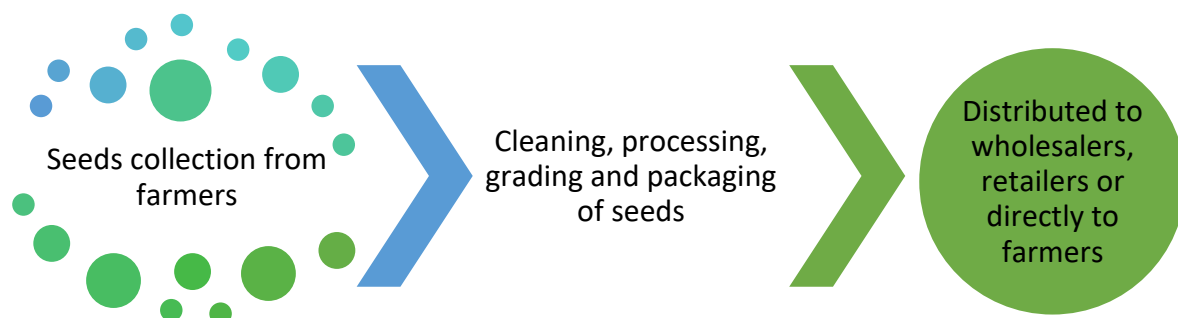 Seeds collection from
farmers
Cleaning, processing,
grading and packaging
of seeds
Distributed to
wholesalers,
retailers or
directly to
farmers